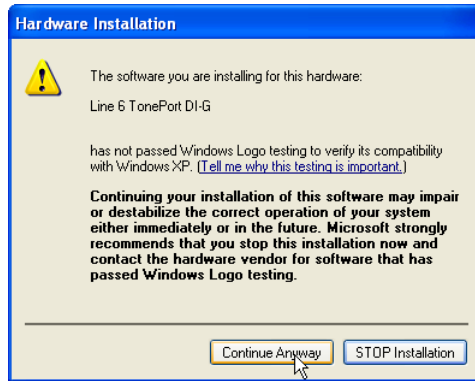 Hardware Installation
The software you are installing for this hardware:
Line 6 TonePort DI-G
has not passed Windows Logo testing to verify its compatibility
with Windows XP. (Tell me why this testing is important.)
Continuing your installation of this software may impair
or destabilize the correct operation of your system
either immediately or in the future. Microsoft strongly
recommends that you stop this installation now and
contact the hardware vendor for software that has
passed Windows Logo testing.
Continue Anyway STOP Installation